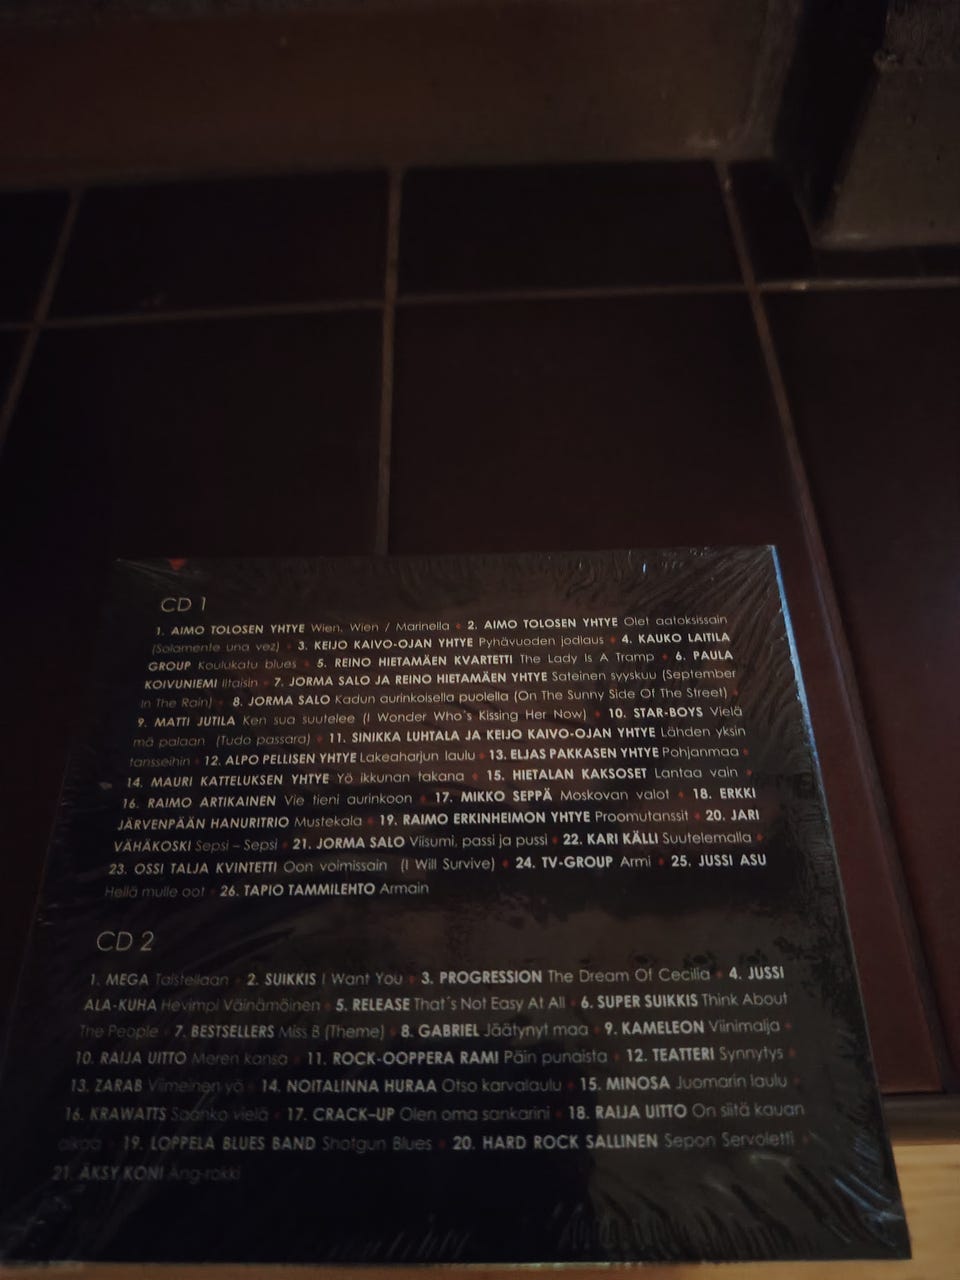 CD 1
1. AIMO TOLOSEN YHTYE Wien, Wien / Marinella • 2. AIMO TOLOSEN YHTYE Olet aatoksissain
(Solamente una vez) • 3. KEIJO KAIVO-OJAN YHTYE Pyhävuoden jodlaus • 4. KAUKO LAITILA
GROUP Koulukatu blues • 5. REINO HIETAMÄEN KVARTETTI The Lady Is A Tramp • 6. PAULA
KOIVUNIEMI Iltaisin • 7. JORMA SALO JA REINO HIETAMÄEN YHTYE Sateinen syyskuu (September
In The Rain) • 8. JORMA SALO Kadun aurinkoisella puolella (On The Sunny Side Of The Street) •
9. MATTI JUTILA Ken sua suutelee (I Wonder Who's Kissing Her Now) • 10. STAR-BOYS Vielä
mä palaan (Tudo passara) • 11. SINIKKA LUHTALA JA KEIJO KAIVO-OJAN YHTYE Lähden yksin
tansseihin • 12. ALPO PELLISEN YHTYE Lakeaharjun laulu • 13. ELJAS PAKKASEN YHTYE Pohjanmaa •
14. MAURI KATTELUKSEN YHTYE Yö ikkunan takana • 15. HIETALAN KAKSOSET Lantaa vain •
16. RAIMO ARTIKAINEN Vie tieni aurinkoon • 17. MIKKO SEPPÄ Moskovan valot • 18. ERKKI
JÄRVENPÄÄN HANURITRIO Mustekala • 19. RAIMO ERKINHEIMON YHTYE Proomutanssit • 20. JARI
VÄHÄKOSKI Sepsi – Sepsi • 21. JORMA SALO Viisumi, passi ja pussi • 22. KARI KÄLLI Suutelemalla •
23. OSSI TALJA KVINTETTI Oon voimissain (I Will Survive) • 24. TV-GROUP Armi • 25. JUSSI ASU
Hellä mulle oot • 26. TAPIO TAMMILEHTO Armain
CD 2
1. MEGA Taistellaan • 2. SUIKKIS I Want You • 3. PROGRESSION The Dream Of Cecilia • 4. JUSSI
ALA-KUHA Hevimpi Väinämöinen • 5. RELEASE That´s Not Easy At All • 6. SUPER SUIKKIS Think About
The People • 7. BESTSELLERS Miss B (Theme) • 8. GABRIEL Jäätynyt maa • 9. KAMELEON Viinimalja •
10. RAIJA UITTO Meren kansa • 11. ROCK-OOPPERA RAMI Päin punaista • 12. TEATTERI Synnytys •
13. ZARAB Viimeinen yö • 14. NOITALINNA HURAA Otso karvalaulu • 15. MINOSA Juomarin laulu •
16. KRAWATTS Saanko vielä • 17. CRACK–UP Olen oma sankarini • 18. RAIJA UITTO On siitä kauan
aikaa • 19. LOPPELA BLUES BAND Shotgun Blues • 20. HARD ROCK SALLINEN Sepon Servoletti •
21. ÄKSY KONI Äng-rokki